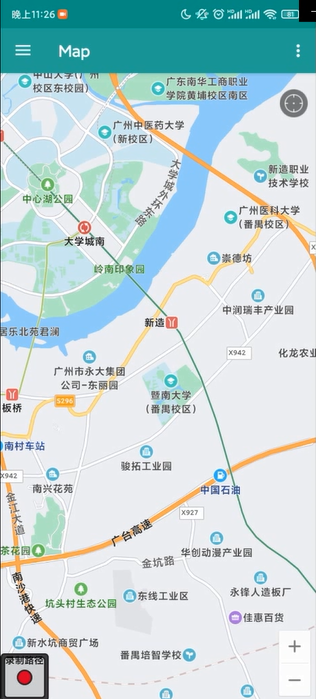 晚上11:26
81
Map
中山大学(广州
校区东校园)
广东南华工商职业
学院黄埔校区南区
广州中医药大学
(新校区)
大学城外环东路
新造职业
技术学校
中心湖公园
广州医科大学
(番禺校区)
大学城南
崇德坊
岭南印象园
中润瑞丰产业园
新造
居乐北苑君澜
X942
化龙农业
广州市永大集团
公司-东丽园
暨南大学
(番禺校区)
板桥
S296
南村车站
骏拓工业园
X942
南兴花苑
中国石油
金江大道
X927
广台高速
华创动漫产业园
茶花园
金坑路
南沙港快速
坑头村生态公园
东线工业区
永锋人造板厂
佳惠百货
新水坑商贸广场
番禺培智学校
录制路径